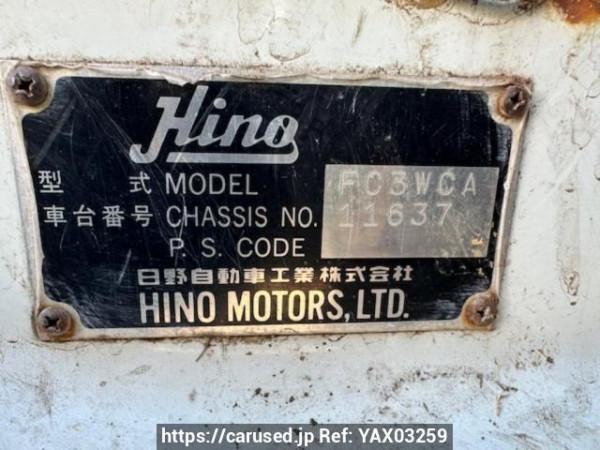 Hino
型 式 MODEL FC3WCA
車台番号 CHASSIS NO. 11637
P. S. CODE
日野自動車工業株式会社
HINO MOTORS, LTD.
https://carused.jp Ref: YAX03259